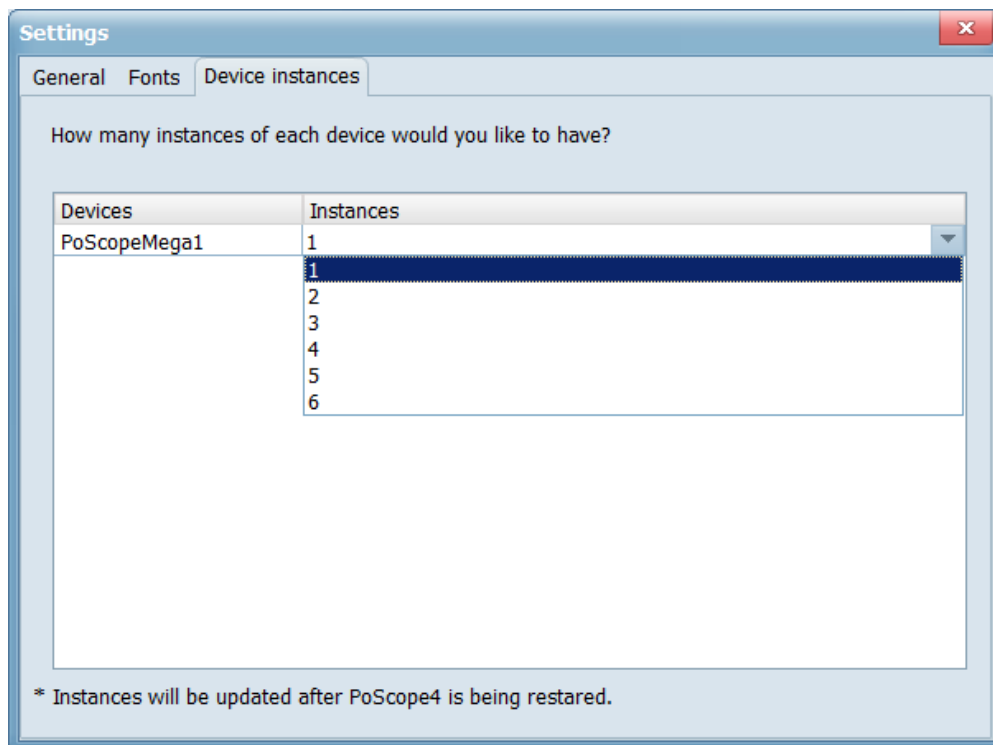 Settings
General Fonts Device instances
How many instances of each device would you like to have?
Devices Instances
PoScopeMega1 1
1
2
3
4
5
6
* Instances will be updated after PoScope4 is being restared.